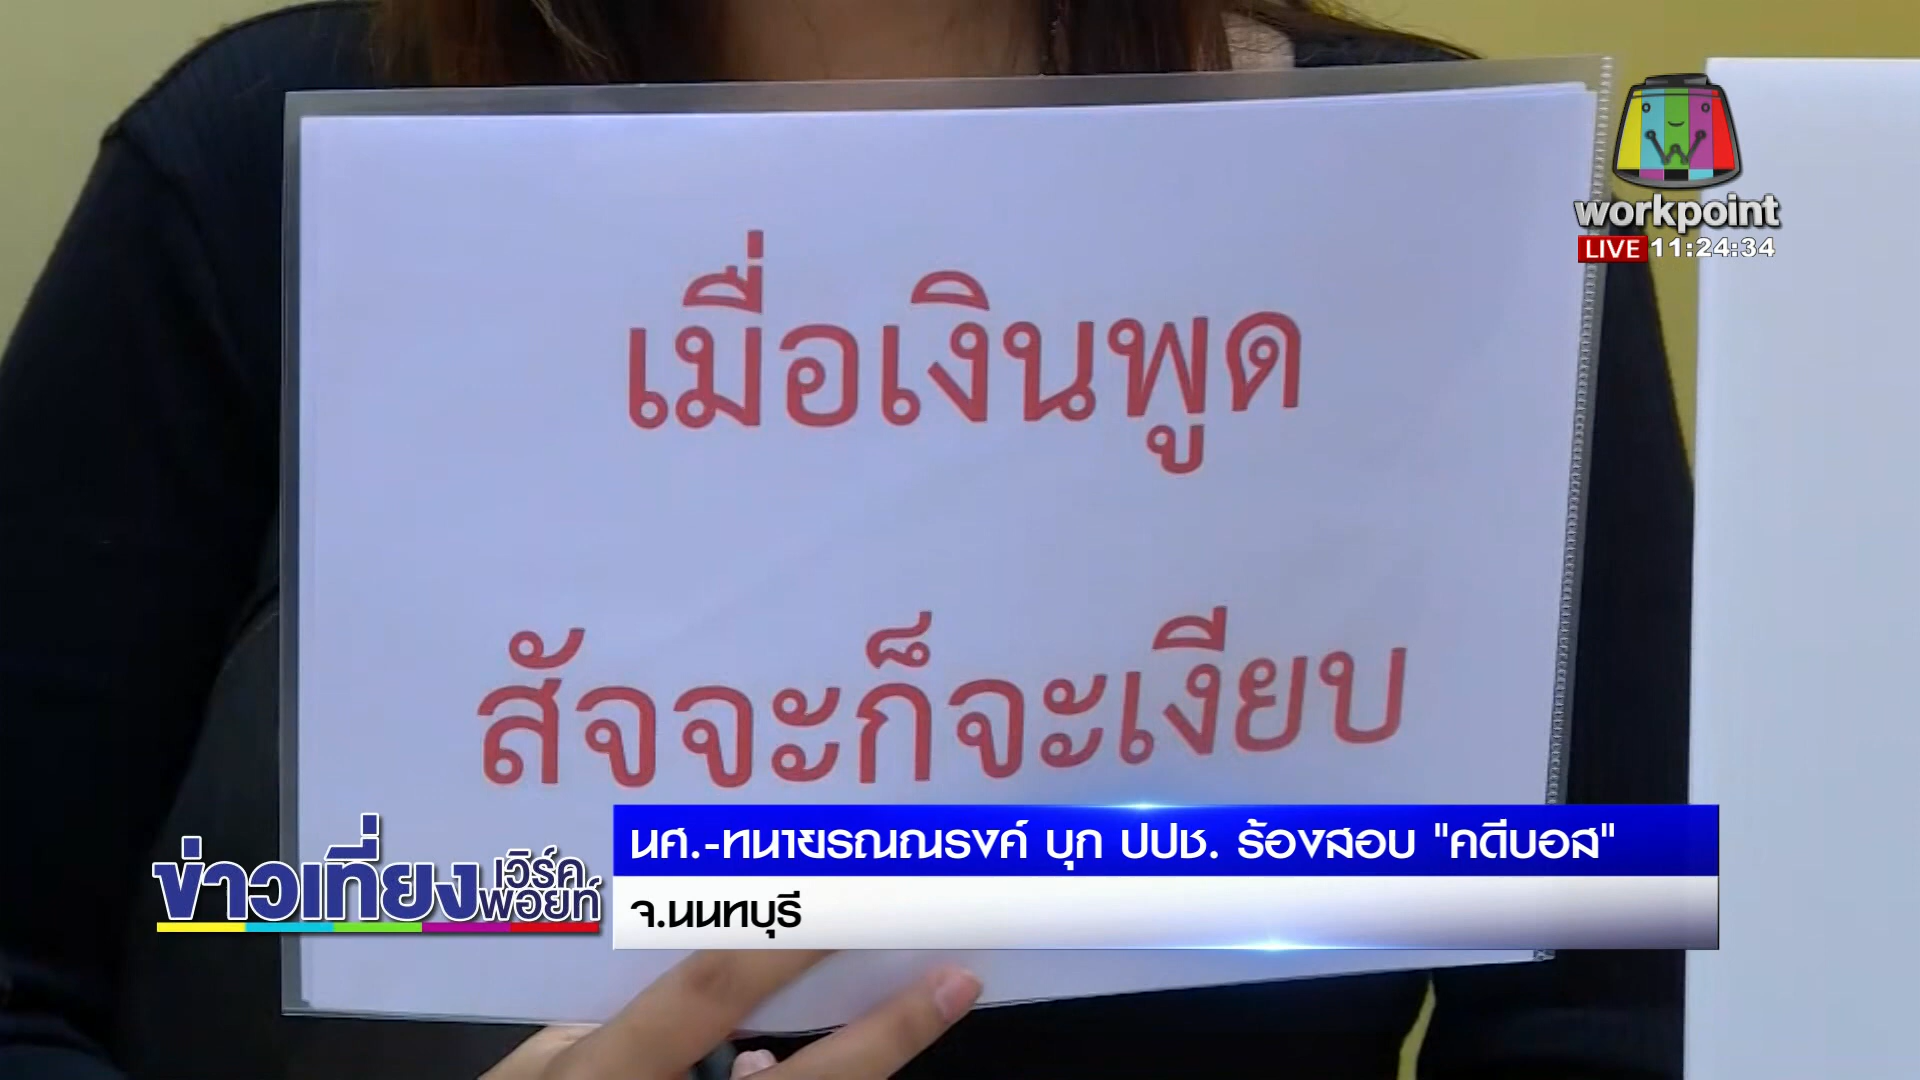 เมื่อเงินพูด
สัจจะก็จะเงียบ
workpoint
LIVE 11:24:34
ข่าวเที่ยง เวิร์คพอยท์
นศ.-ทนายรณณรงค์ บุก ปปช. ร้องสอบ "คดีบอส"
จ.นนทบุรี